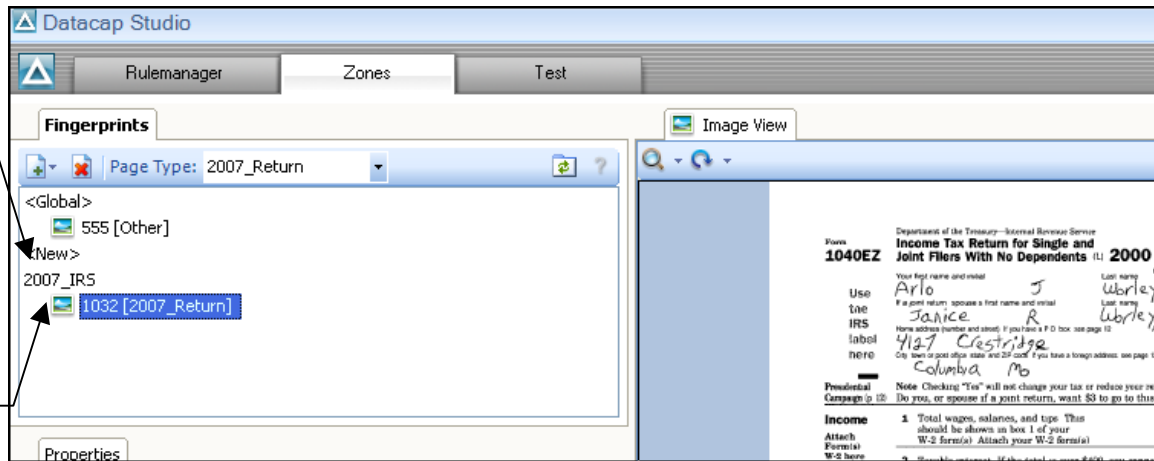 Datacap Studio
Rulemanager Zones Test
Fingerprints
Image View
Page Type: 2007_Return
?
<Global>
555 [Other]
<New>
2007_IRS
1032 [2007_Return]
Properties
Department of the Treasury—Internal Revenue Service
Form
1040EZ
Income Tax Return for Single and
Joint Filers With No Dependents (L) 2000
Your first name and initial Last name
Arlo J Worley
If a joint return spouse s first name and initial Last name
Janice R Worley
Home address (number and street) If you have a P O box see page 12
4127 Crestridge
City town or post office state and ZIP code If you have a foreign address see page
Columbia Mo
Use
the
IRS
label
here
Presidential
Campaign (p 12)
Note Checking "Yes" will not change your tax or reduce your
Do you, or spouse if a joint return, want $3 to go to this
Income
Attach
Form(s)
W-2 here
1 Total wages, salaries, and tips This
should be shown in box 1 of your
W-2 form(s) Attach your W-2 form(s)